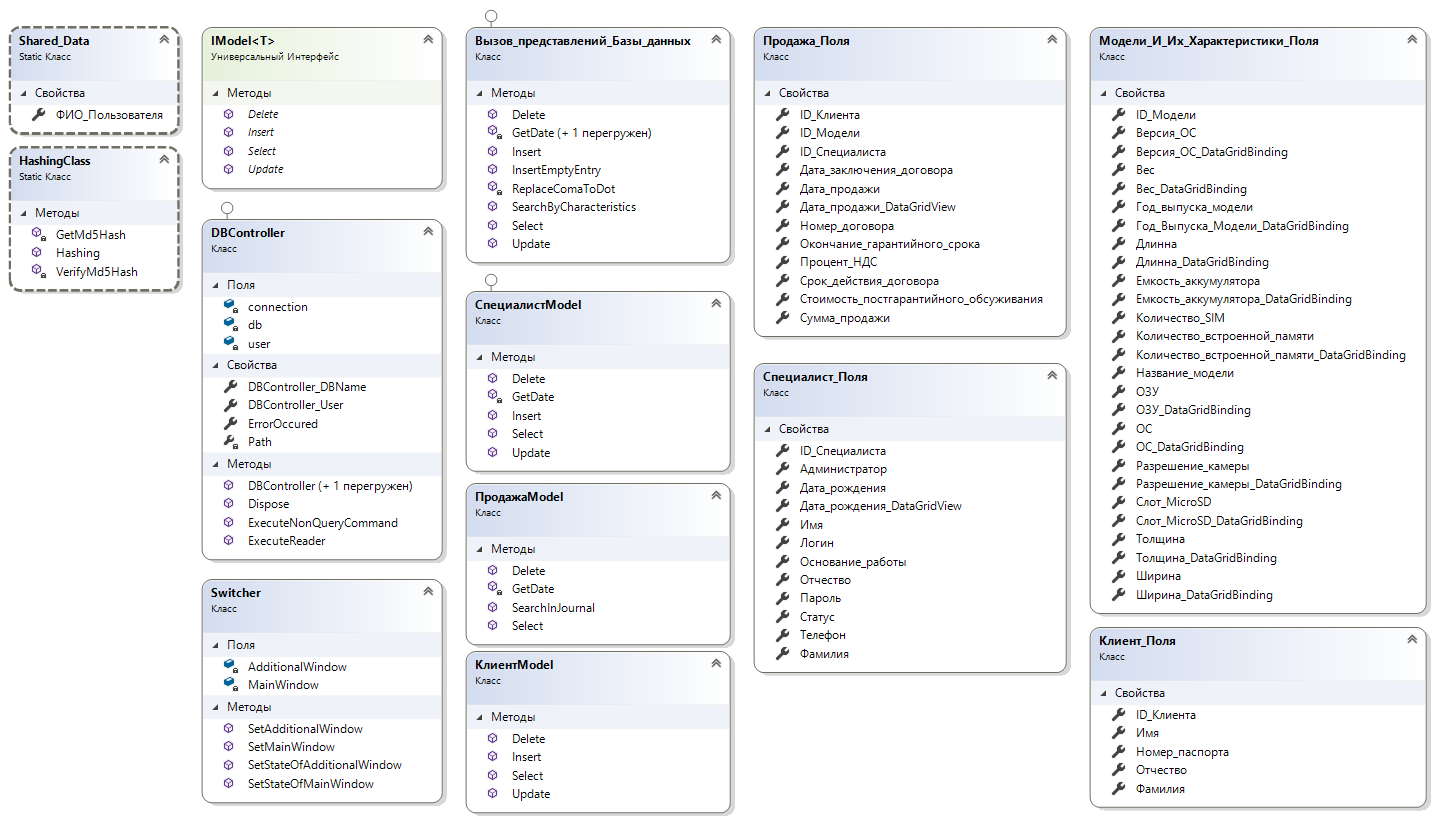 Shared_Data
Static Класс
Свойства
ФИО_Пользователя
HashingClass
Static Класс
Методы
GetMd5Hash
Hashing
VerifyMd5Hash
IModel<T>
Универсальный Интерфейс
Методы
Delete
Insert
Select
Update
DBController
Класс
Поля
connection
db
user
Свойства
DBController_DBName
DBController_User
ErrorOccured
Path
Методы
DBController (+ 1 перегружен)
Dispose
ExecuteNonQueryCommand
ExecuteReader
Switcher
Класс
Поля
AdditionalWindow
MainWindow
Методы
SetAdditionalWindow
SetMainWindow
SetStateOfAdditionalWindow
SetStateOfMainWindow
Вызов_представлений_Базы_данных
Класс
Методы
Delete
GetDate (+ 1 перегружен)
Insert
InsertEmptyEntry
ReplaceComaToDot
SearchByCharacteristics
Select
Update
СпециалистModel
Класс
Методы
Delete
GetDate
Insert
Select
Update
ПродажаModel
Класс
Методы
Delete
GetDate
SearchInJournal
Select
КлиентModel
Класс
Методы
Delete
Insert
Select
Update
Продажа_Поля
Класс
Свойства
ID_Клиента
ID_Модели
ID_Специалиста
Дата_заключения_договора
Дата_продажи
Дата_продажи_DataGridView
Номер_договора
Окончание_гарантийного_срока
Процент_НДС
Срок_действия_договора
Стоимость_постгарантийного_обсуживания
Сумма_продажи
Специалист_Поля
Класс
Свойства
ID_Специалиста
Администратор
Дата_рождения
Дата_рождения_DataGridView
Имя
Логин
Основание_работы
Отчество
Пароль
Статус
Телефон
Фамилия
Модели_И_Их_Характеристики_Поля
Класс
Свойства
ID_Модели
Версия_ОС
Версия_ОС_DataGridBinding
Вес
Вес_DataGridBinding
Год_выпуска_модели
Год_Выпуска_Модели_DataGridBinding
Длинна
Длинна_DataGridBinding
Емкость_аккумулятора
Емкость_аккумулятора_DataGridBinding
Количество_SIM
Количество_встроенной_памяти
Количество_встроенной_памяти_DataGridBinding
Название_модели
ОЗУ
ОЗУ_DataGridBinding
ОС
ОС_DataGridBinding
Разрешение_камеры
Разрешение_камеры_DataGridBinding
Слот_MicroSD
Слот_MicroSD_DataGridBinding
Толщина
Толщина_DataGridBinding
Ширина
Ширина_DataGridBinding
Клиент_Поля
Класс
Свойства
ID_Клиента
Имя
Номер_паспорта
Отчество
Фамилия